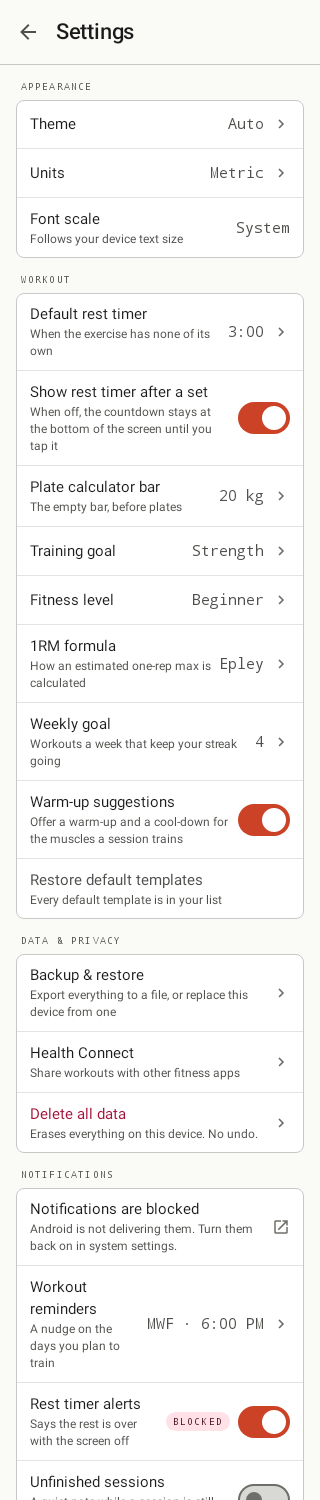 Settings
APPEARANCE
Theme
Auto
Units
Metric
Font scale
Follows your device text size
System
WORKOUT
Default rest timer
When the exercise has none of its
own
3:00
Show rest timer after a set
When off, the countdown stays at
the bottom of the screen until you
tap it
Plate calculator bar
The empty bar, before plates
20 kg
Training goal
Strength
Fitness level
Beginner
1RM formula
How an estimated one-rep max is
calculated
Epley
Weekly goal
Workouts a week that keep your streak
going
4
Warm-up suggestions
Offer a warm-up and a cool-down for
the muscles a session trains
Restore default templates
Every default template is in your list
DATA & PRIVACY
Backup & restore
Export everything to a file, or replace this
device from one
Health Connect
Share workouts with other fitness apps
Delete all data
Erases everything on this device. No undo.
NOTIFICATIONS
Notifications are blocked
Android is not delivering them. Turn them
back on in system settings.
Workout
reminders
A nudge on the
days you plan to
train
MWF · 6:00 PM
Rest timer alerts
Says the rest is over
with the screen off
BLOCKED
Unfinished sessions